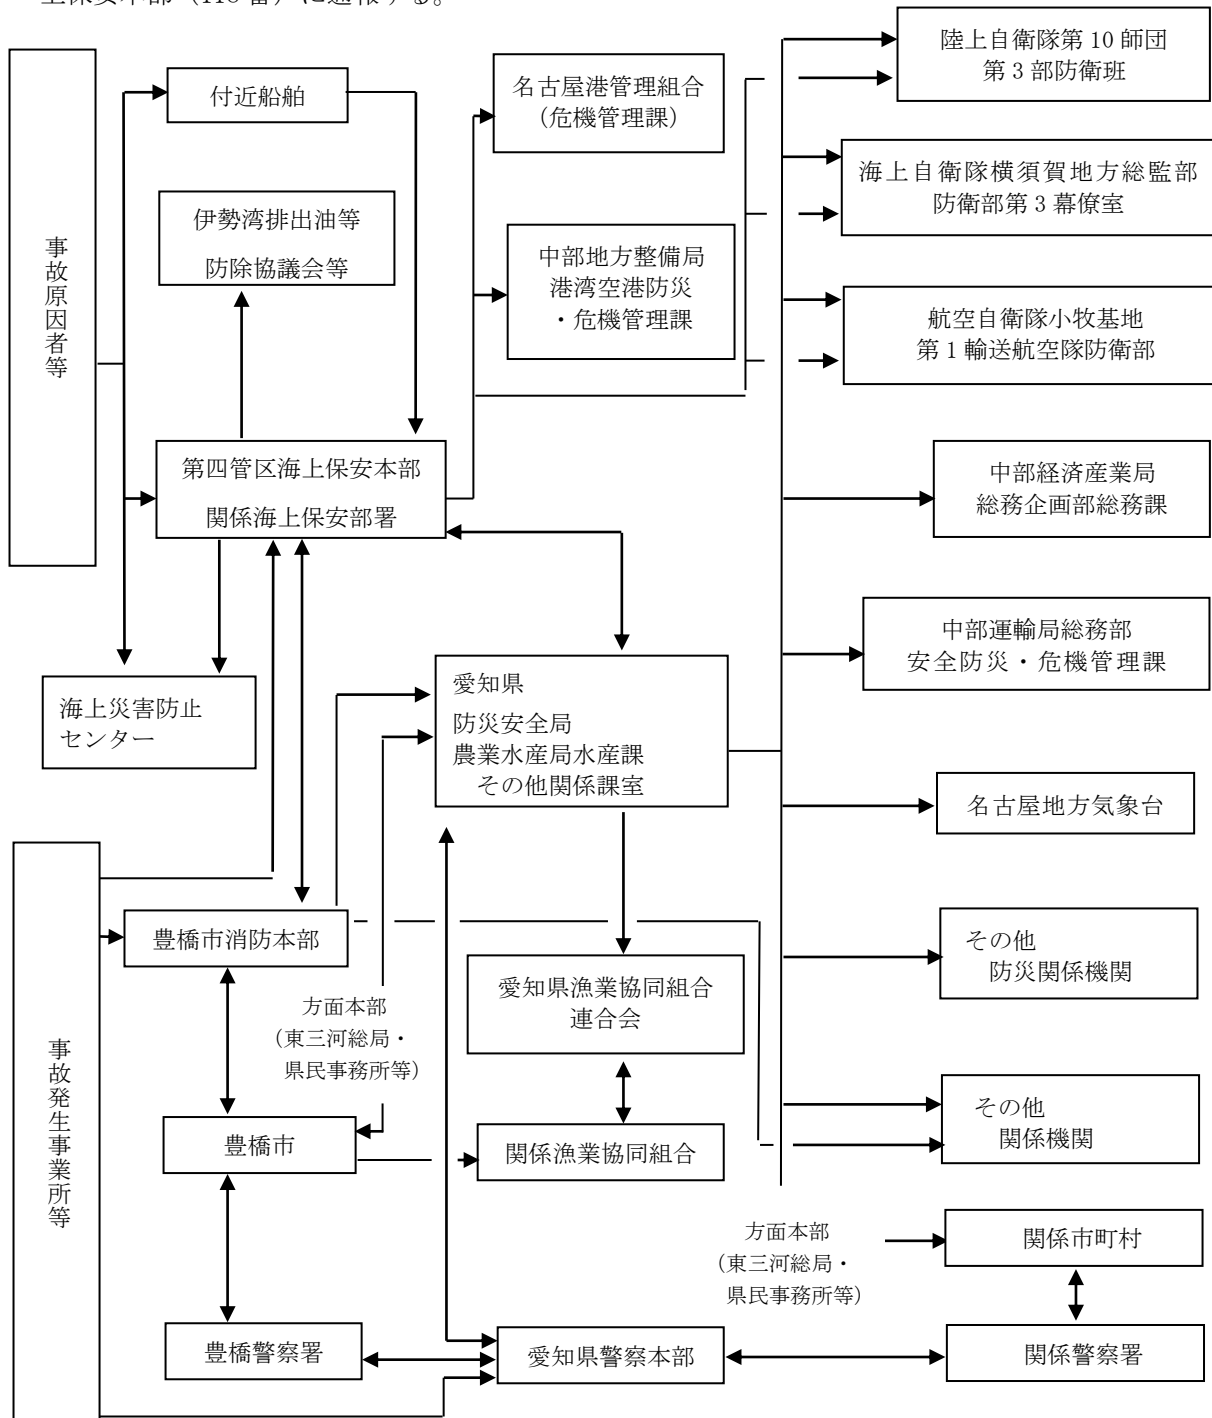 上保安本部（118 番）に通報する。
事故原因者等
付近船舶
伊勢湾排出油等
防除協議会等
第四管区海上保安本部
関係海上保安部署
海上災害防止
センター
名古屋港管理組合
（危機管理課）
中部地方整備局
港湾空港防災
・危機管理課
陸上自衛隊第 10 師団
第３部防衛班
海上自衛隊横須賀地方総監部
防衛部第３幕僚室
航空自衛隊小牧基地
第１輸送航空隊防衛部
中部経済産業局
総務企画部総務課
中部運輸局総務部
安全防災・危機管理課
愛知県
防災安全局
農業水産局水産課
その他関係課室
名古屋地方気象台
事故発生事業所等
豊橋市消防本部
方面本部
（東三河総局・
県民事務所等）
豊橋市
豊橋警察署
愛知県漁業協同組合
連合会
関係漁業協同組合
愛知県警察本部
その他
防災関係機関
その他
関係機関
方面本部
（東三河総局・
県民事務所等）
関係市町村
関係警察署